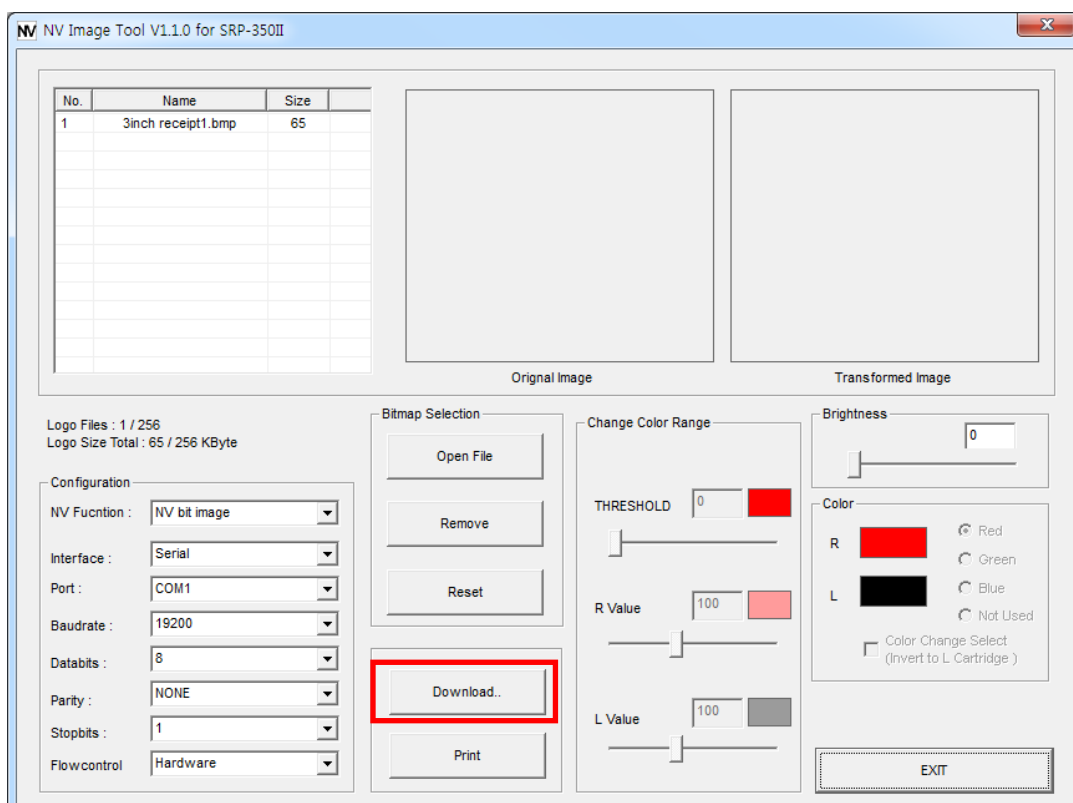 NV NV Image Tool V1.1.0 for SRP-350II
No. Name Size
1 3inch receipt1.bmp 65
Orignal Image Transformed Image
Logo Files : 1 / 256
Logo Size Total : 65 / 256 KByte
Configuration
NV Fucntion : NV bit image
Interface : Serial
Port : COM1
Baudrate : 19200
Databits : 8
Parity : NONE
Stopbits : 1
Flowcontrol Hardware
Bitmap Selection
Open File
Remove
Reset
Download..
Print
Change Color Range
THRESHOLD 0
R Value 100
L Value 100
Brightness
0
Color
R
L
Red
Green
Blue
Not Used
Color Change Select
(Invert to L Cartridge )
EXIT